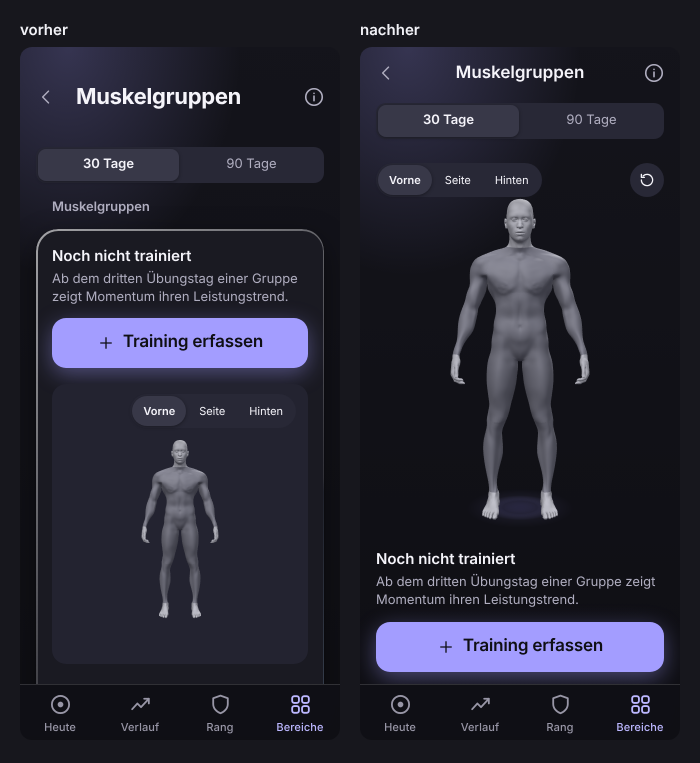 vorher
Muskelgruppen
30 Tage
90 Tage
Muskelgruppen
Noch nicht trainiert
Ab dem dritten Übungstag einer Gruppe
zeigt Momentum ihren Leistungstrend.
+ Training erfassen
Vorne
Seite
Hinten
Heute
Verlauf
Rang
Bereiche
nachher
Muskelgruppen
30 Tage
90 Tage
Vorne
Seite
Hinten
Noch nicht trainiert
Ab dem dritten Übungstag einer Gruppe zeigt
Momentum ihren Leistungstrend.
+ Training erfassen
Heute
Verlauf
Rang
Bereiche